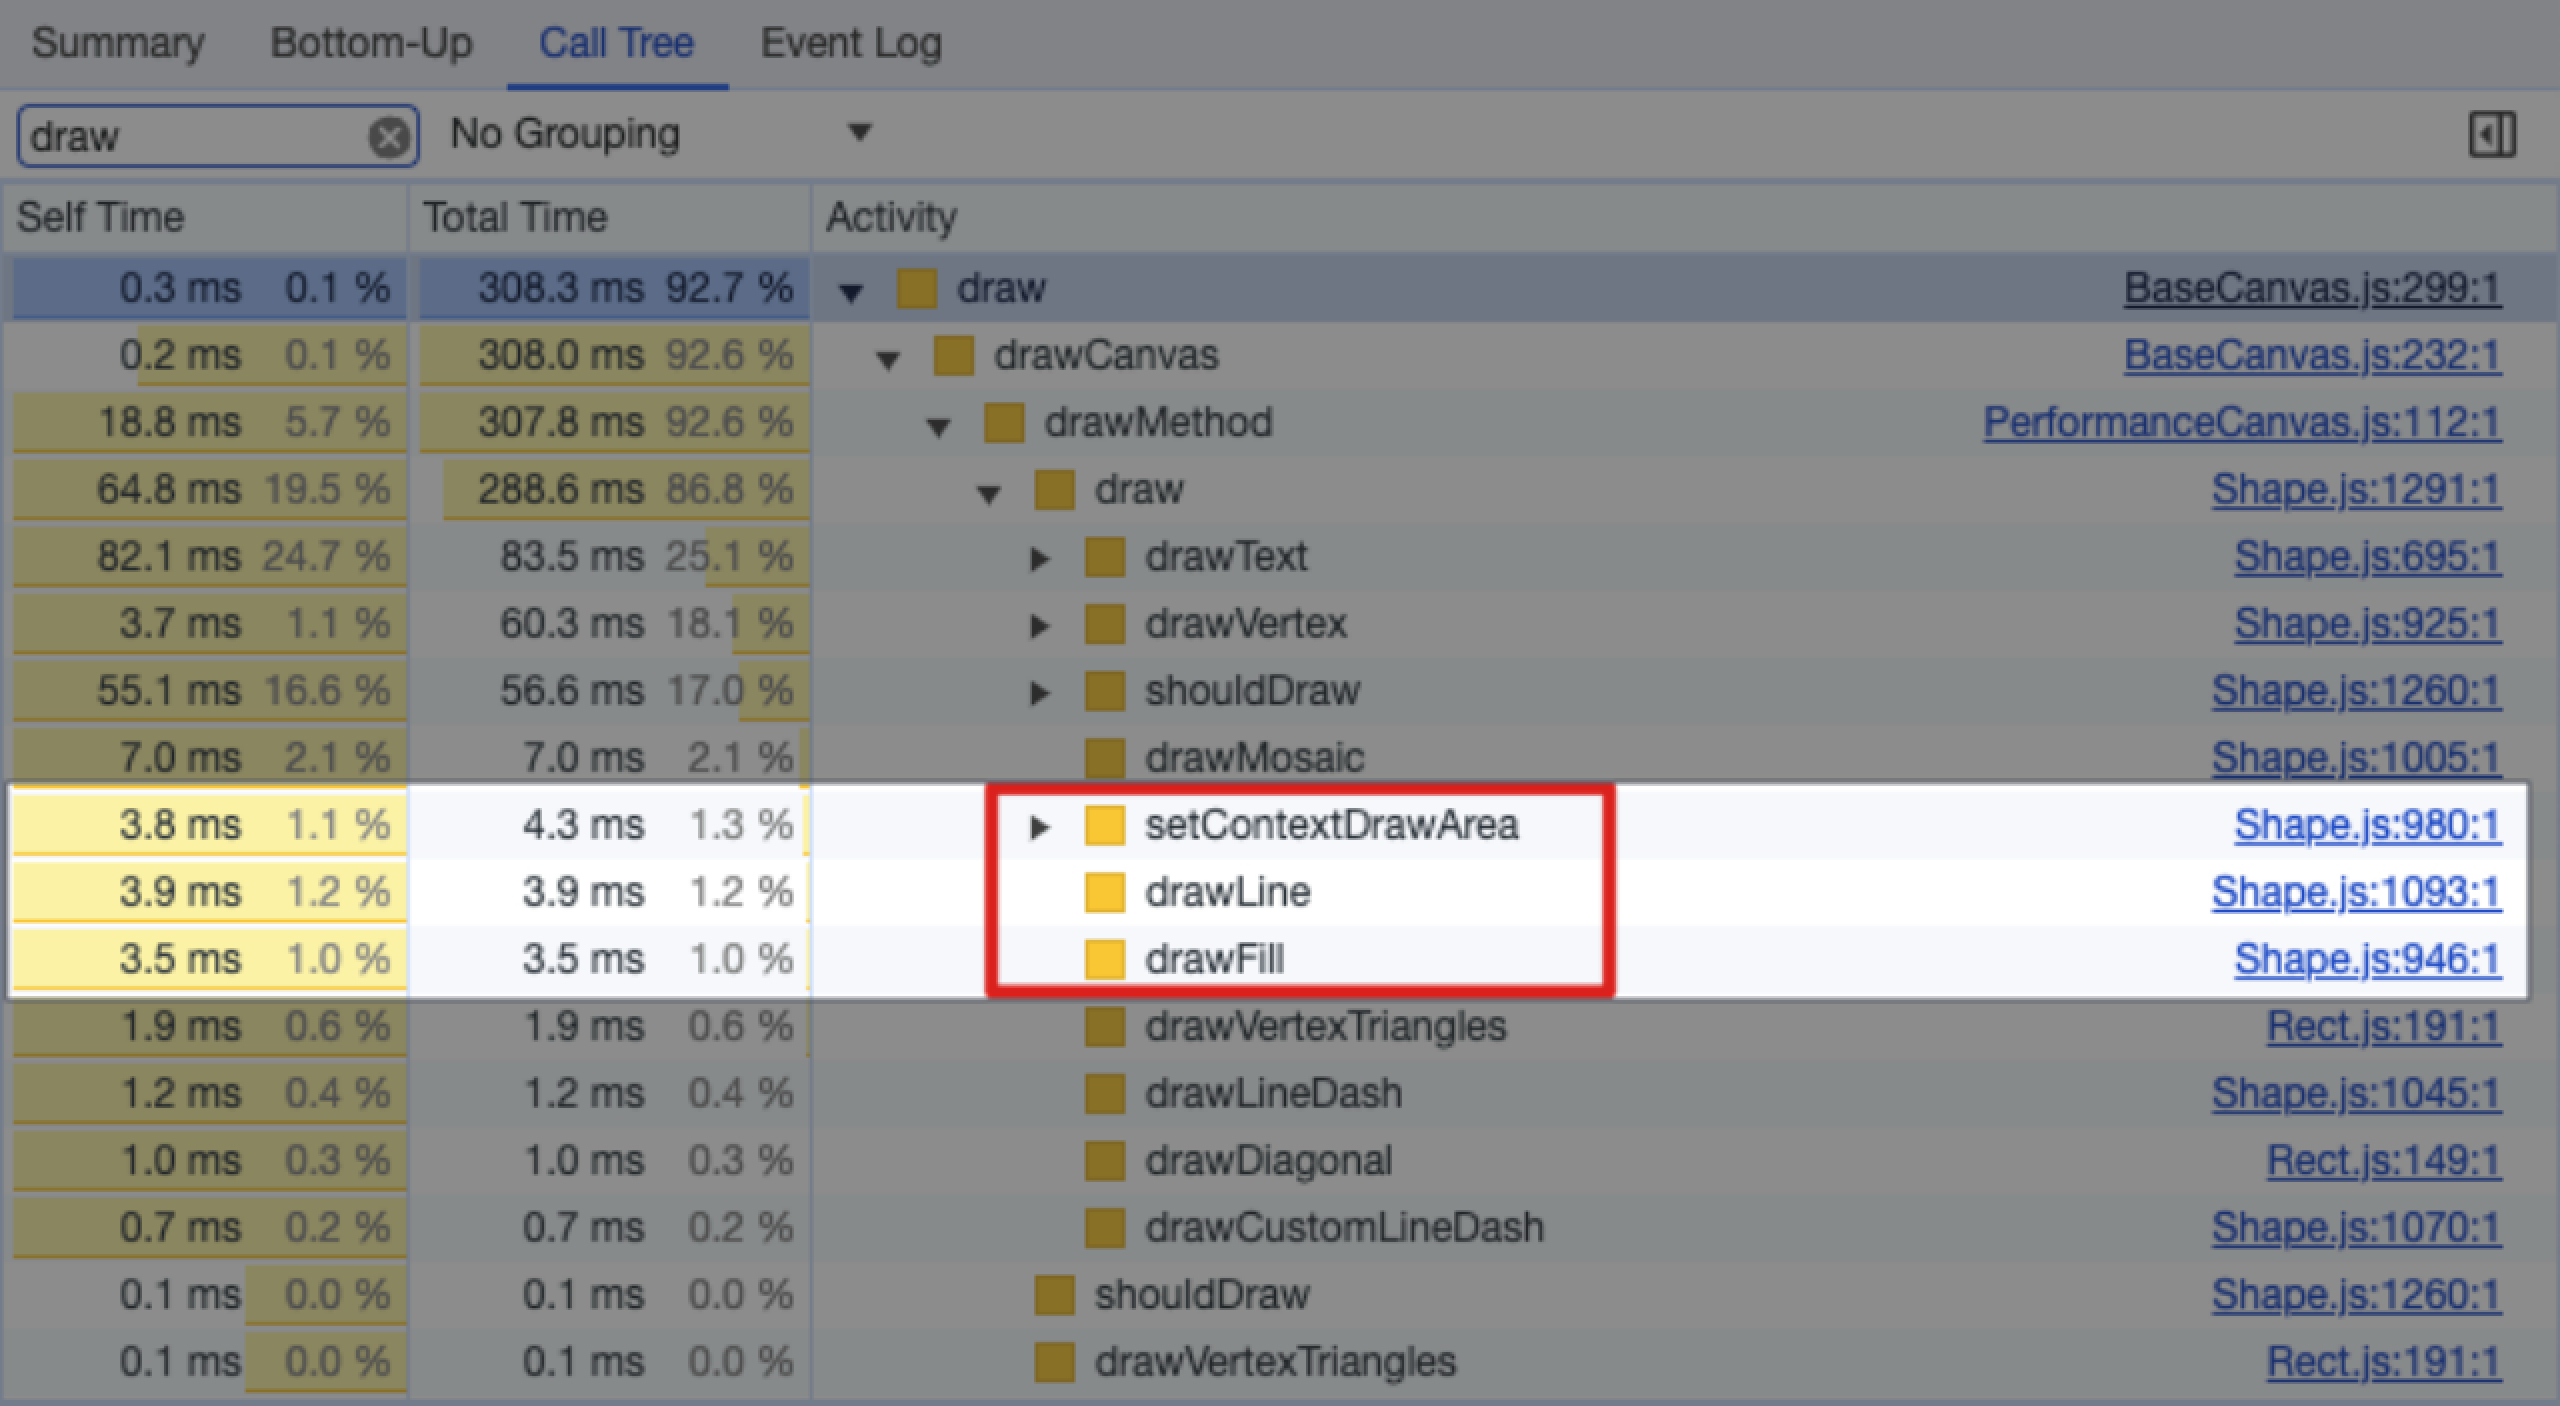 Summary Bottom-Up Call Tree Event Log
draw No Grouping
Self Time Total Time Activity
0.3 ms 0.1 % 308.3 ms 92.7 % draw BaseCanvas.js:299:1
0.2 ms 0.1 % 308.0 ms 92.6 % drawCanvas BaseCanvas.js:232:1
18.8 ms 5.7 % 307.8 ms 92.6 % drawMethod PerformanceCanvas.js:112:1
64.8 ms 19.5 % 288.6 ms 86.8 % draw Shape.js:1291:1
82.1 ms 24.7 % 83.5 ms 25.1 % drawText Shape.js:695:1
3.7 ms 1.1 % 60.3 ms 18.1 % drawVertex Shape.js:925:1
55.1 ms 16.6 % 56.6 ms 17.0 % shouldDraw Shape.js:1260:1
7.0 ms 2.1 % 7.0 ms 2.1 % drawMosaic Shape.js:1005:1
3.8 ms 1.1 % 4.3 ms 1.3 % setContextDrawArea Shape.js:980:1
3.9 ms 1.2 % 3.9 ms 1.2 % drawLine Shape.js:1093:1
3.5 ms 1.0 % 3.5 ms 1.0 % drawFill Shape.js:946:1
1.9 ms 0.6 % 1.9 ms 0.6 % drawVertexTriangles Rect.js:191:1
1.2 ms 0.4 % 1.2 ms 0.4 % drawLineDash Shape.js:1045:1
1.0 ms 0.3 % 1.0 ms 0.3 % drawDiagonal Rect.js:149:1
0.7 ms 0.2 % 0.7 ms 0.2 % drawCustomLineDash Shape.js:1070:1
0.1 ms 0.0 % 0.1 ms 0.0 % shouldDraw Shape.js:1260:1
0.1 ms 0.0 % 0.1 ms 0.0 % drawVertexTriangles Rect.js:191:1